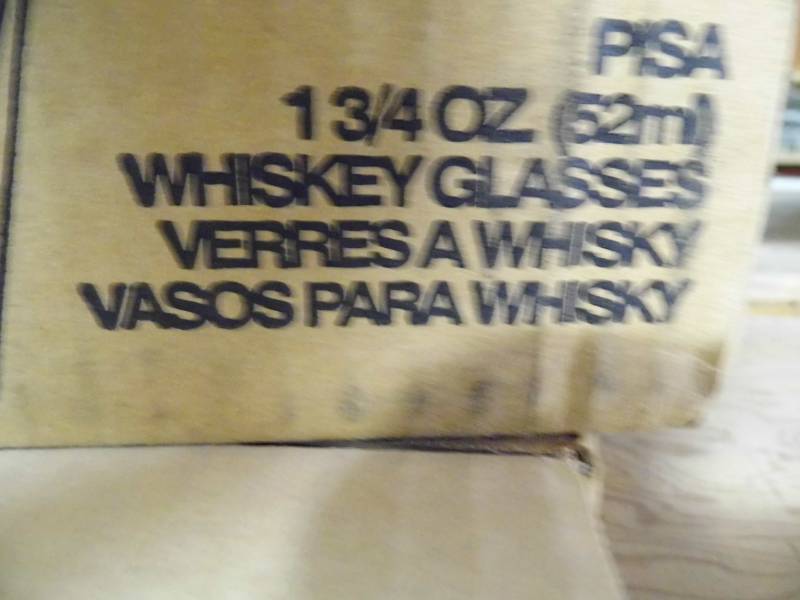 PISA
1 3/4 OZ (52ml)
WHISKEY GLASSES
VERRES A WHISKY
VASOS PARA WHISKY